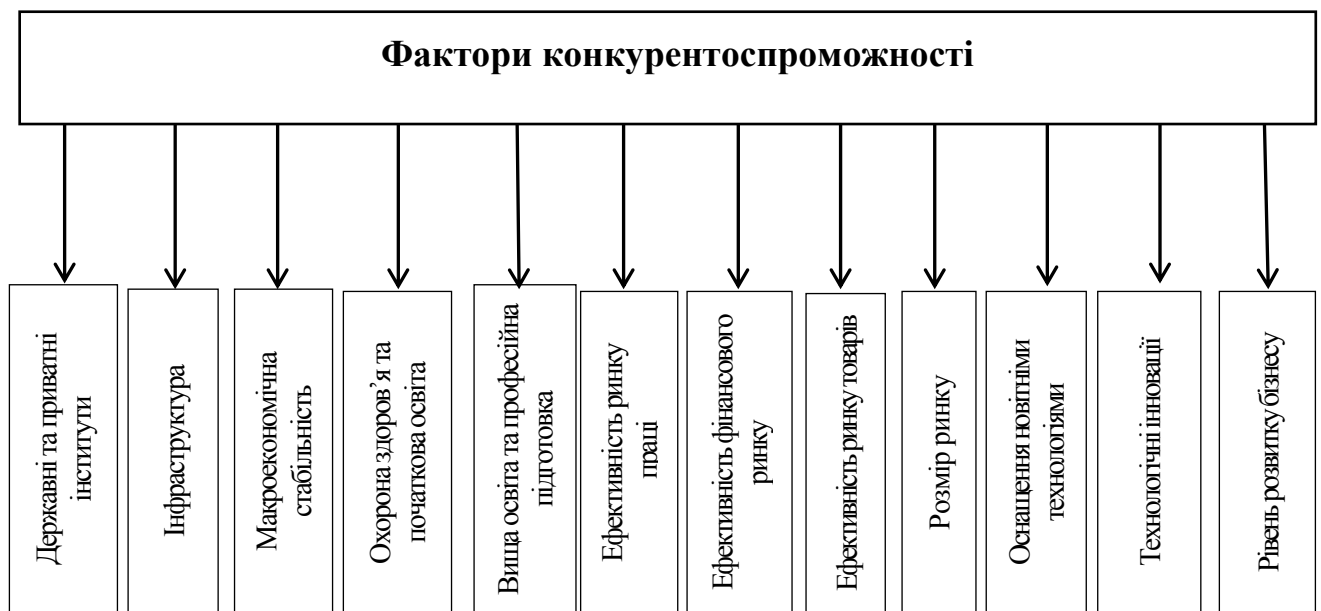 Фактори конкурентоспроможності
Державні та приватні
інститути
Інфраструктура
Макроекономічна
стабільність
Охорона здоров’я та
початкова освіта
Вища освіта та професійна
підготовка
Ефективність ринку
праці
Ефективність фінансового
ринку
Ефективність ринку товарів
Розмір ринку
Оснащення новітніми
технологіями
Технологічні інновації
Рівень розвитку бізнесу